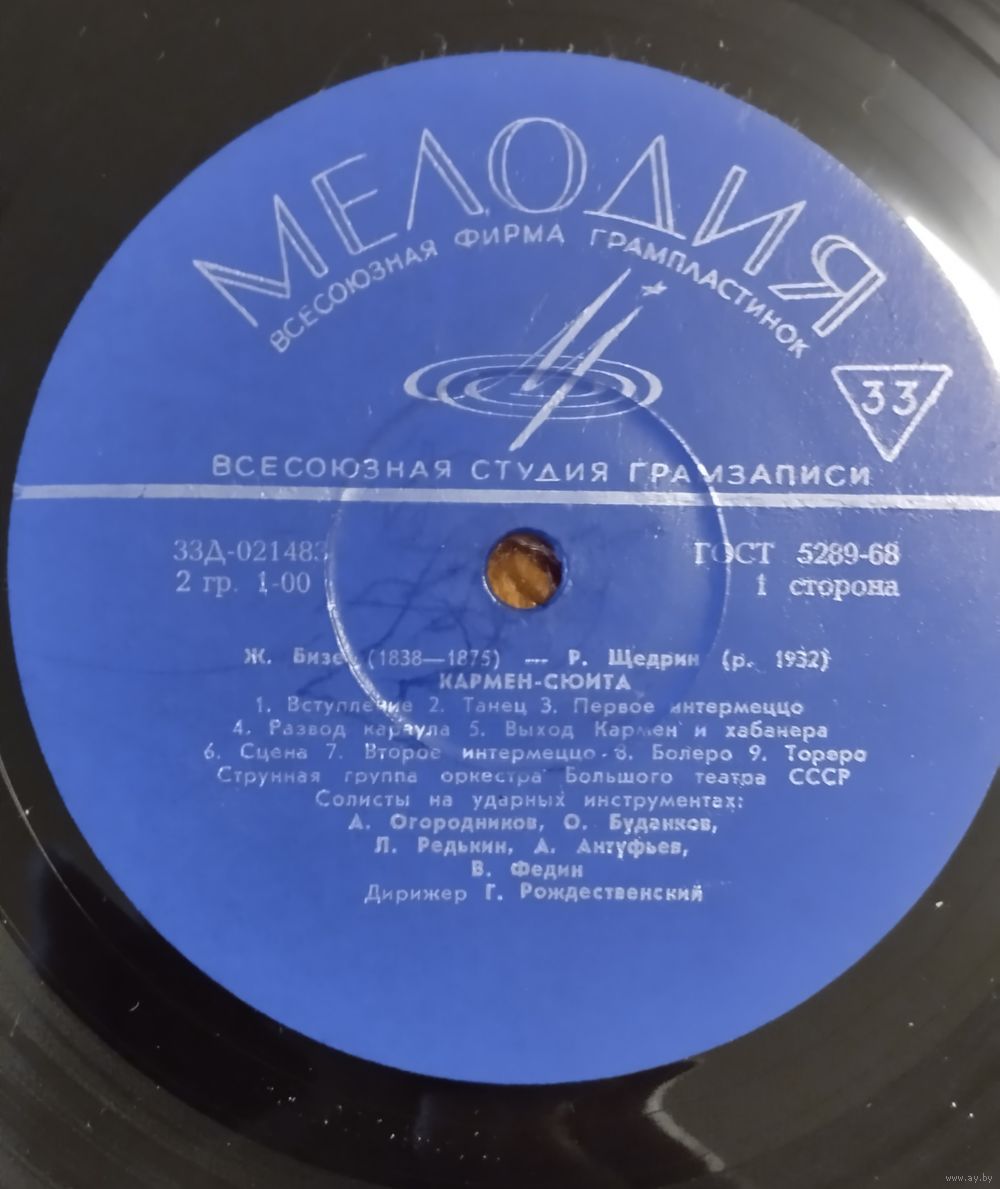 МЕЛОДИЯ
ВСЕСОЮЗНАЯ ФИРМА ГРАМПЛАСТИНОК
33
ВСЕСОЮЗНАЯ СТУДИЯ ГРАМЗАПИСИ
33Д-021483 ГОСТ 5289-68
2 гр. 1-00 1 сторона
Ж. Бизе (1838—1875) — Р. Щедрин (р. 1932)
КАРМЕН-СЮИТА
1. Вступление 2. Танец 3. Первое интермеццо
4. Развод караула 5. Выход Кармен и хабанера
6. Сцена 7. Второе интермеццо 8. Болеро 9. Тореро
Струнная группа оркестра Большого театра СССР
Солисты на ударных инструментах:
А. Огородников, О. Буданков,
Л. Редькин, А. Антуфьев,
В. Федин
Дирижер Г. Рождественский
www.ay.by